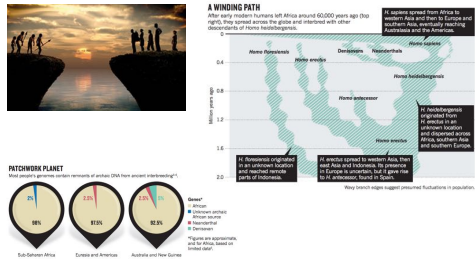 A WINDING PATH
After early modern humans left Africa around 60,000 years ago (top
right), they spread across the globe and interbred with other
descendants of Homo heidelbergensis.
H. sapiens spread from Africa to
western Asia and then to Europe and
southern Asia, eventually reaching
Australasia and the Americas.
0
0.4
0.8
1.2
1.6
2.0
Million years ago
Homo floresiensis
Homo erectus
Denisovans
Neanderthals
Homo sapiens
Homo heidelbergensis
Homo antecessor
Homo erectus
H. heidelbergensis
originated from
H. erectus in an
unknown location
and dispersed across
Africa, southern Asia
and southern Europe.
H. floresiensis originated
in an unknown location
and reached remote
parts of Indonesia.
H. erectus spread to western Asia, then
east Asia and Indonesia. Its presence
in Europe is uncertain, but it gave rise
to H. antecessor, found in Spain.
Wavy branch edges suggest presumed fluctuations in population.
PATCHWORK PLANET
Most people's genomes contain remnants of archaic DNA from ancient interbreeding
2%
98%
Sub-Saharan Africa
2.5%
97.5%
Eurasia and Americas
2.5%
5%
92.5%
Australia and New Guinea
Genes*
African
Unknown archaic
African source
Neanderthal
Denisovan
*Figures are approximate,
and for Africa, based on
limited data